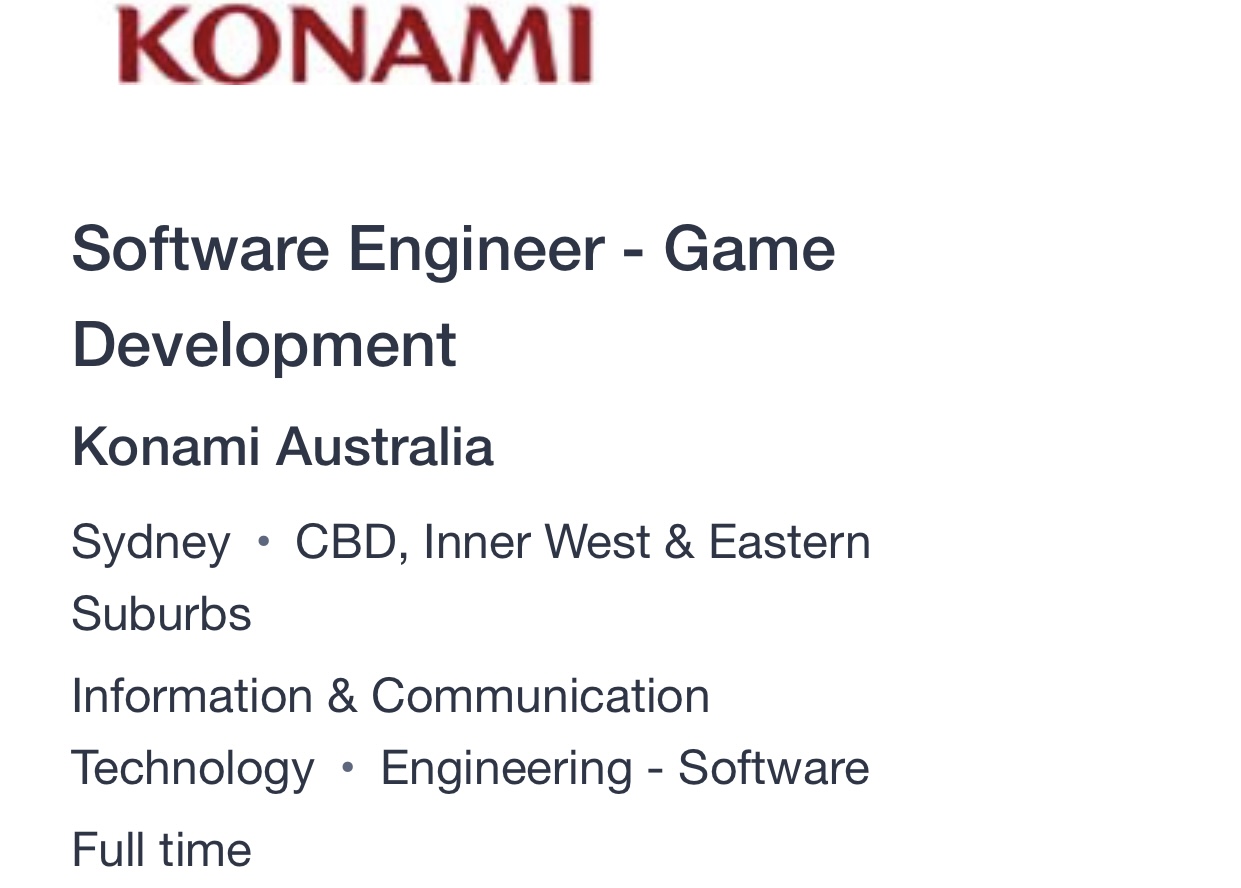 KONAMI
Software Engineer - Game
Development
Konami Australia
Sydney • CBD, Inner West & Eastern
Suburbs
Information & Communication
Technology • Engineering - Software
Full time